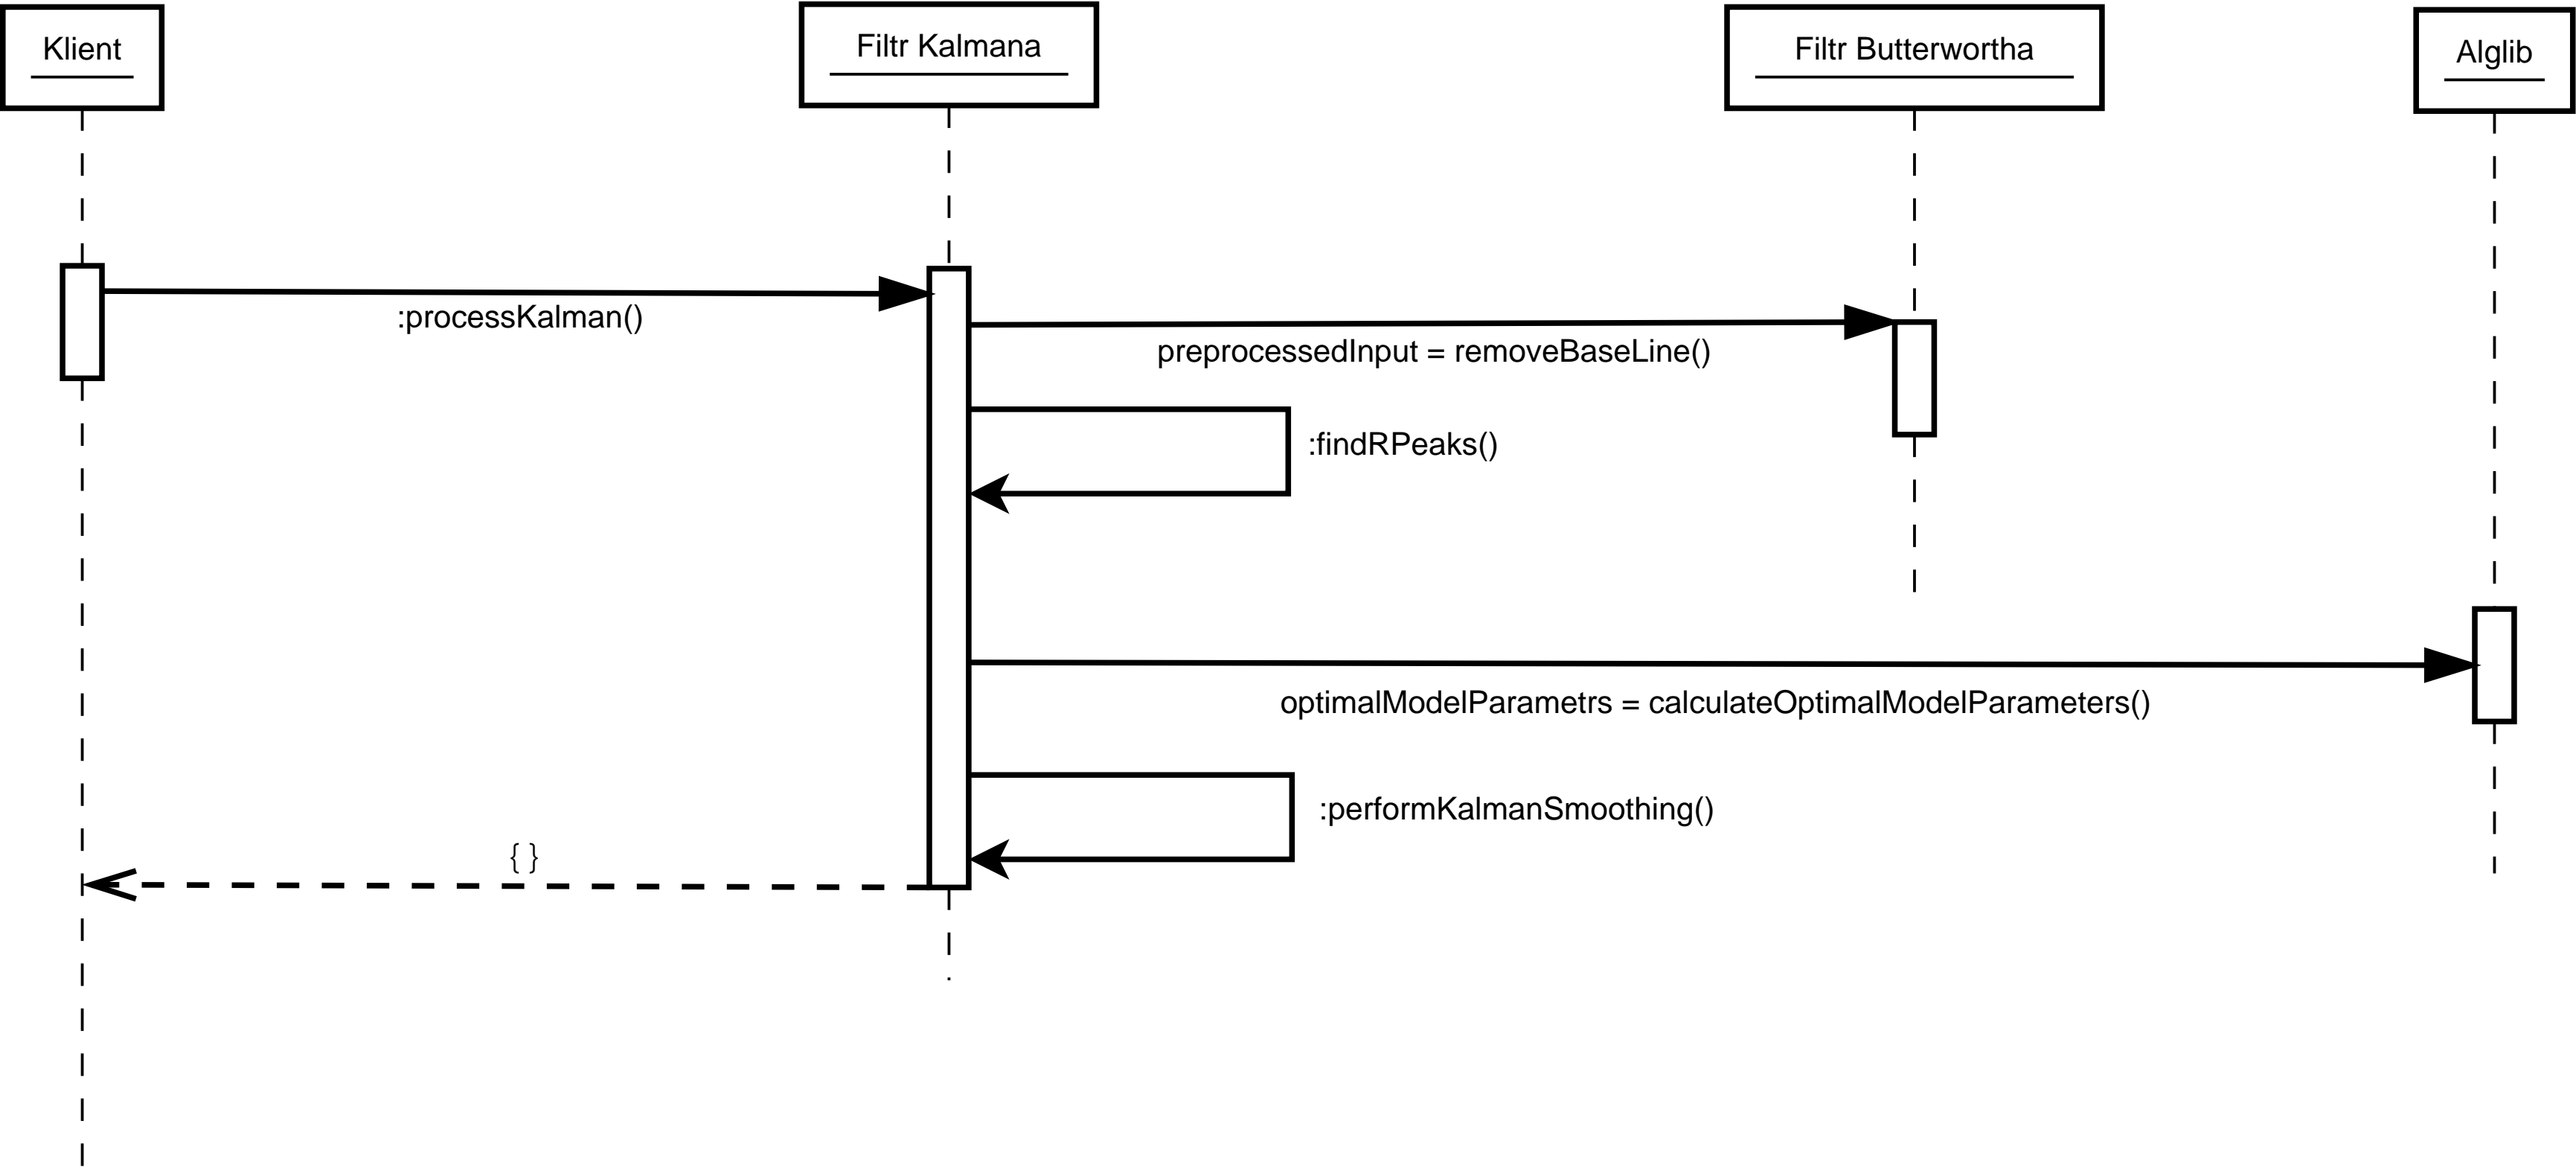 Klient
Filtr Kalmana
Filtr Butterwortha
Alglib
:processKalman()
preprocessedInput = removeBaseLine()
:findRPeaks()
optimalModelParametrs = calculateOptimalModelParameters()
:performKalmanSmoothing()
{ }